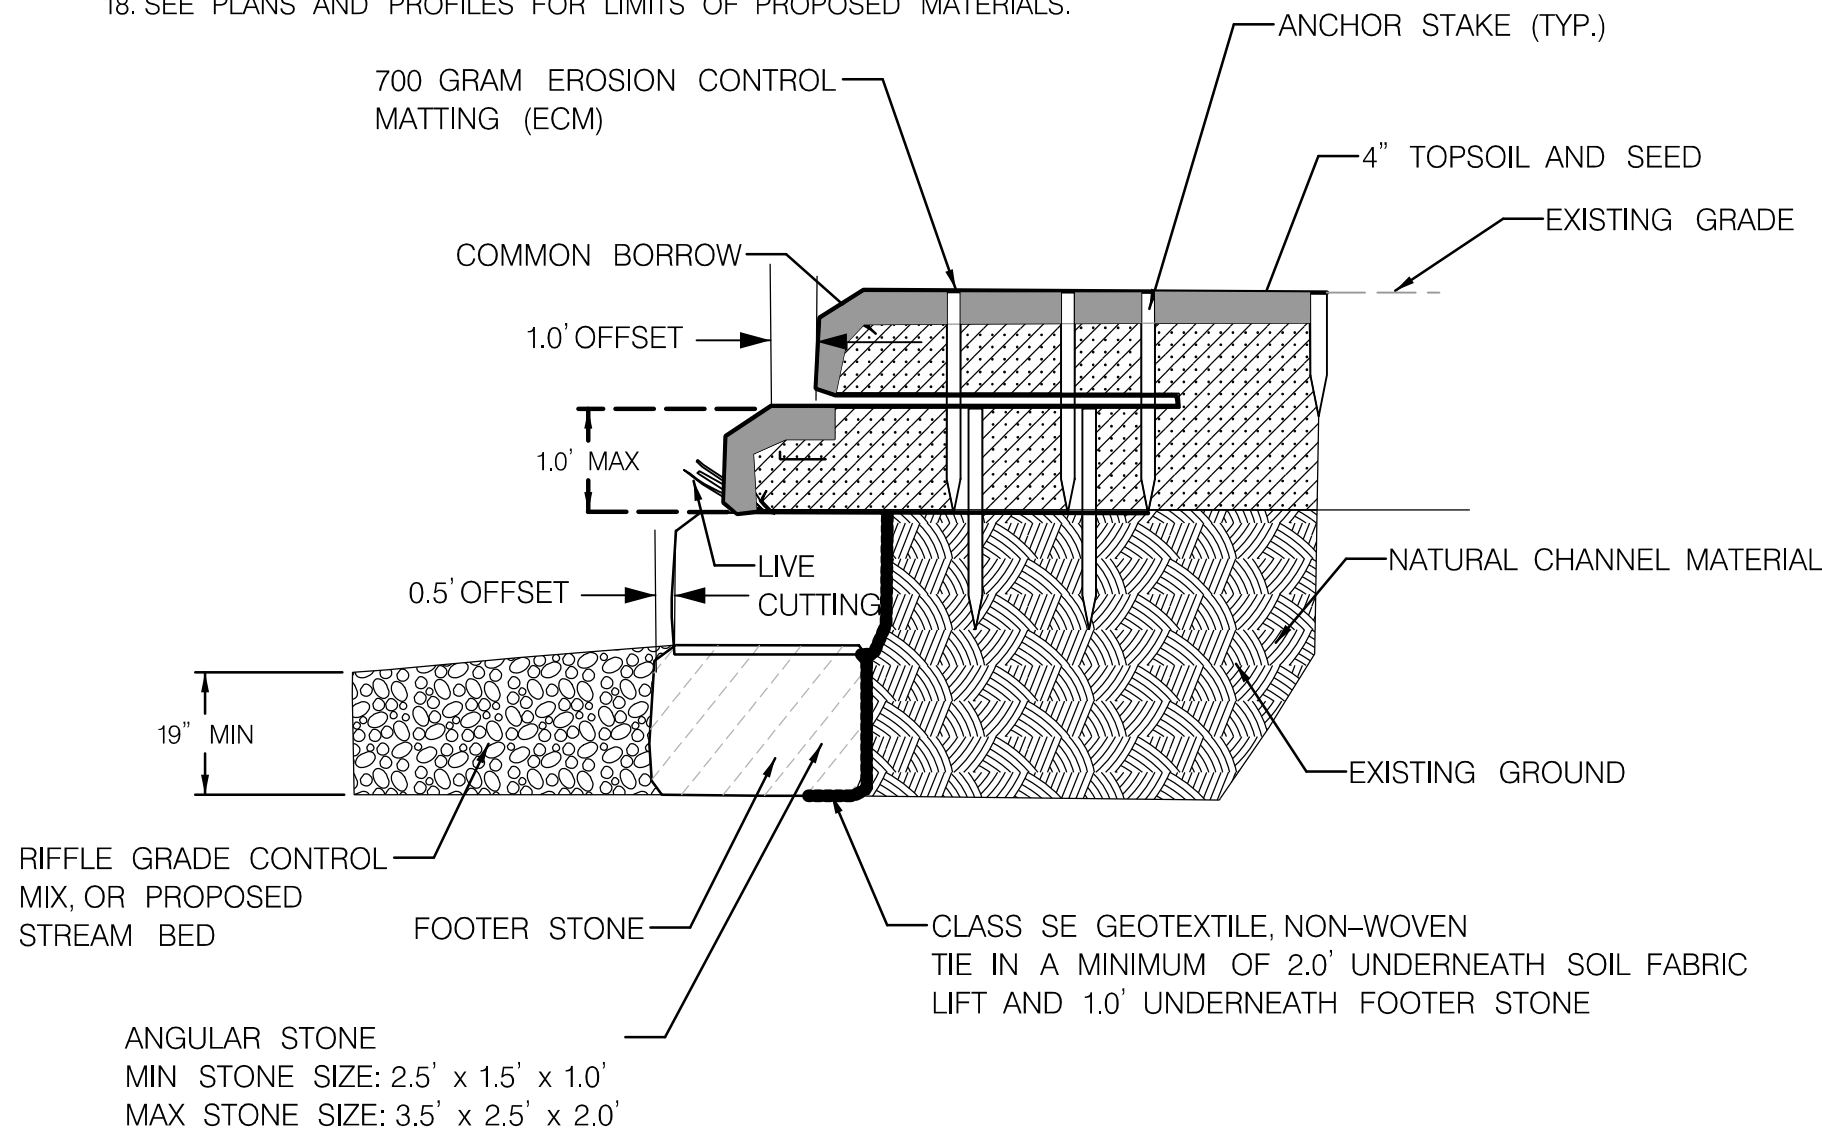 18. SEE PLANS AND PROFILES FOR LIMITS OF PROPOSED MATERIALS.
ANCHOR STAKE (TYP.)
700 GRAM EROSION CONTROL
MATTING (ECM)
4” TOPSOIL AND SEED
EXISTING GRADE
COMMON BORROW
1.0’ OFFSET
1.0’ MAX
LIVE
CUTTING
NATURAL CHANNEL MATERIAL
0.5’ OFFSET
19” MIN
EXISTING GROUND
RIFFLE GRADE CONTROL
MIX, OR PROPOSED
STREAM BED
FOOTER STONE
CLASS SE GEOTEXTILE, NON–WOVEN
TIE IN A MINIMUM OF 2.0’ UNDERNEATH SOIL FABRIC
LIFT AND 1.0’ UNDERNEATH FOOTER STONE
ANGULAR STONE
MIN STONE SIZE: 2.5’ x 1.5’ x 1.0’
MAX STONE SIZE: 3.5’ x 2.5’ x 2.0’